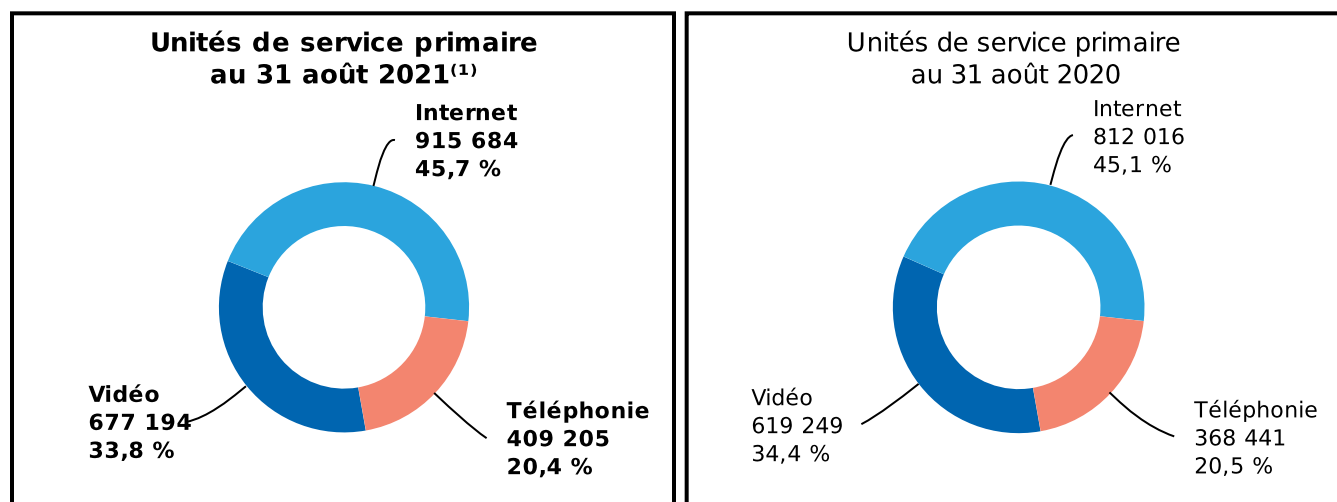 Unités de service primaire
au 31 août 2021(1)
Internet
915 684
45,7 %
Vidéo
677 194
33,8 %
Téléphonie
409 205
20,4 %
Unités de service primaire
au 31 août 2020
Internet
812 016
45,1 %
Vidéo
619 249
34,4 %
Téléphonie
368 441
20,5 %